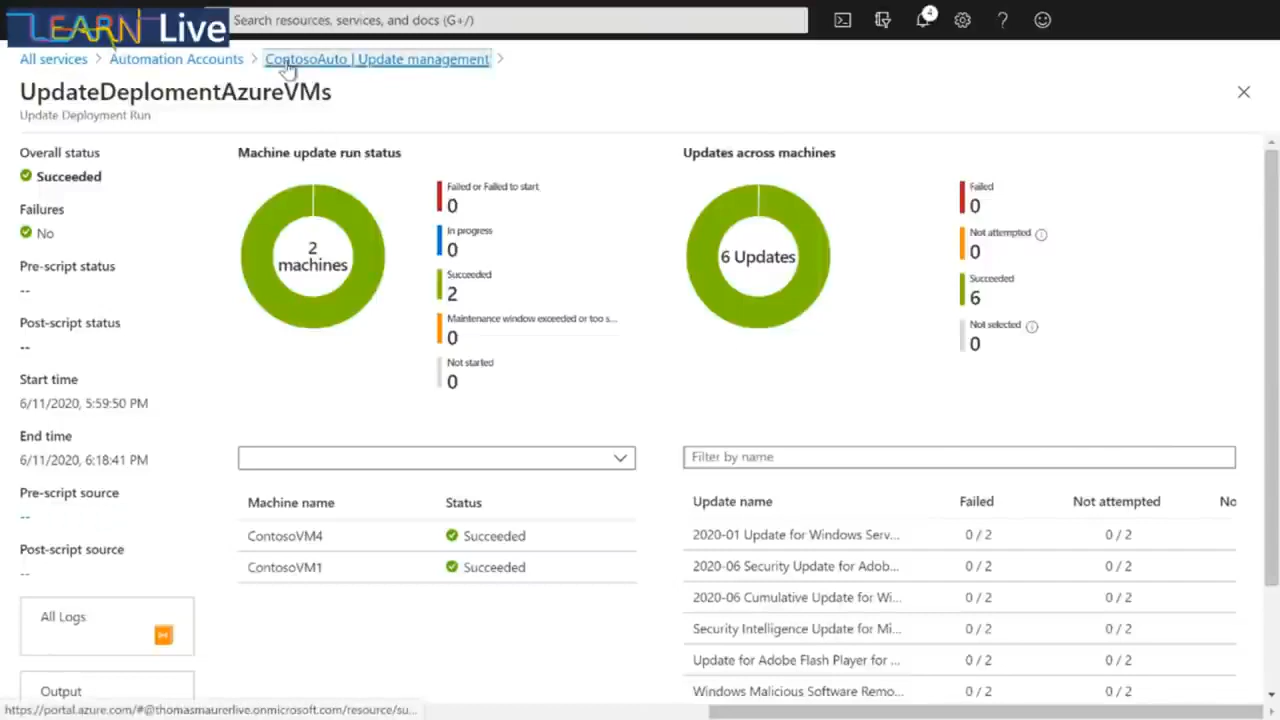 LEARN Live
Search resources, services, and docs (G+/)
4
All services > Automation Accounts > ContosoAuto | Update management >
UpdateDeplomentAzureVMs
Update Deployment Run
Overall status
Succeeded
Failures
No
Pre-script status
--
Post-script status
--
Start time
6/11/2020, 5:59:50 PM
End time
6/11/2020, 6:18:41 PM
Pre-script source
--
Post-script source
--
All Logs
Output
Machine update run status
2
machines
Failed or Failed to start
0
In progress
0
Succeeded
2
Maintenance window exceeded or too s...
0
Not started
0
Machine name Status
ContosoVM4 Succeeded
ContosoVM1 Succeeded
Updates across machines
6 Updates
Failed
0
Not attempted
0
Succeeded
6
Not selected
0
Filter by name
Update name Failed Not attempted No
2020-01 Update for Windows Serv... 0 / 2 0 / 2
2020-06 Security Update for Adob... 0 / 2 0 / 2
2020-06 Cumulative Update for Wi... 0 / 2 0 / 2
Security Intelligence Update for Mi... 0 / 2 0 / 2
Update for Adobe Flash Player for ... 0 / 2 0 / 2
Windows Malicious Software Remo... 0 / 2 0 / 2
https://portal.azure.com/#@thomasmaurerlive.onmicrosoft.com/resource/su...